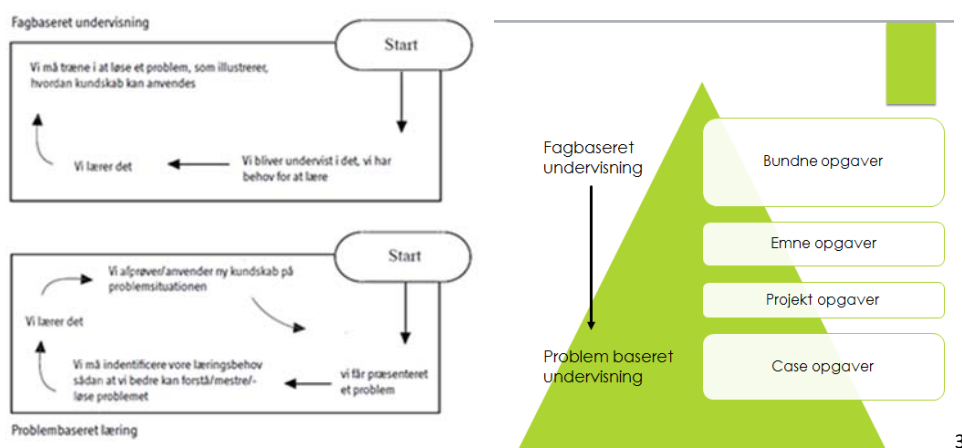 Fagbaseret undervisning
Start
Vi må træne i at løse et problem, som illustrerer,
hvordan kundskab kan anvendes
Vi lærer det
Vi bliver undervist i det, vi har
behov for at lære
Start
Vi afprøver/anvender ny kundskab på
problemsituationen
Vi lærer det
Vi må indentificere vore læringsbehov
sådan at vi bedre kan forstå/mestre/-
løse problemet
vi får præsenteret
et problem
Problembaseret læring
Fagbaseret
undervisning
Problem baseret
undervisning
Bundne opgaver
Emne opgaver
Projekt opgaver
Case opgaver
3